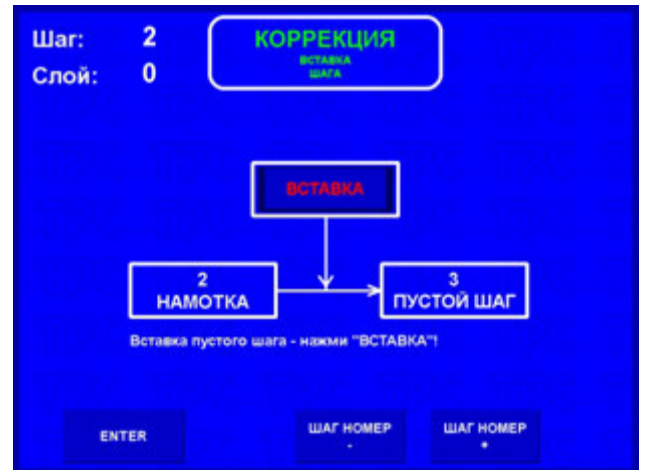 Шаг: 2
Слой: 0
КОРРЕКЦИЯ
ВСТАВКА
ШАГА
ВСТАВКА
2
НАМОТКА
3
ПУСТОЙ ШАГ
Вставка пустого шага - нажми "ВСТАВКА"!
ENTER
ШАГ НОМЕР
-
ШАГ НОМЕР
+